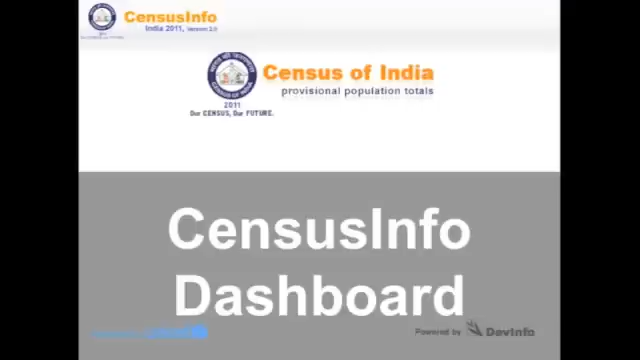 CensusInfo
India 2011, Version 2.0
Census of India
provisional population totals
2011
Our CENSUS, Our FUTURE.
CensusInfo
Dashboard
Powered by DevInfo